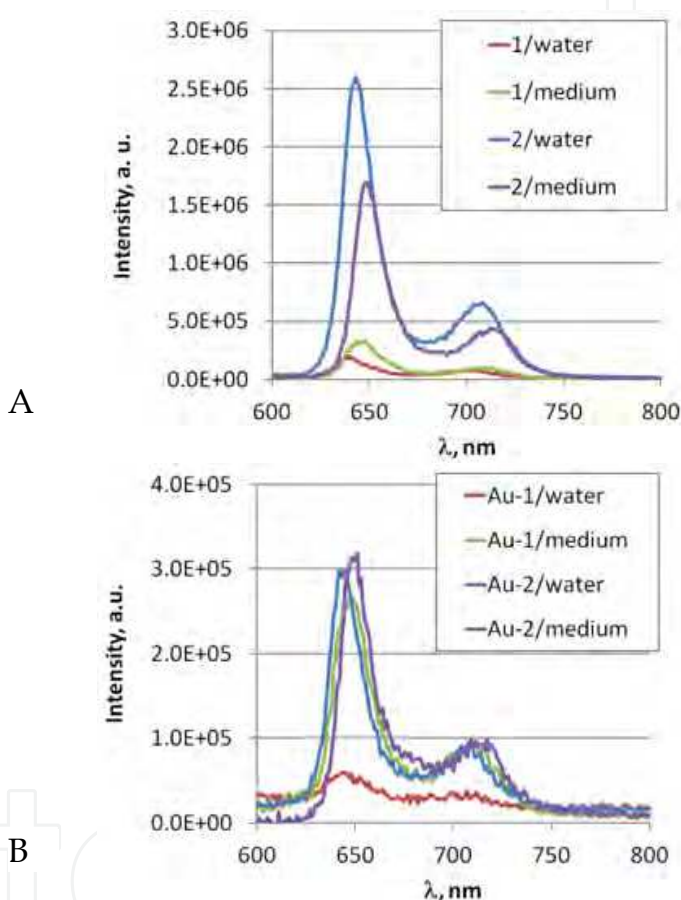 3.0E+06
2.5E+06
2.0E+06
1.5E+06
1.0E+06
5.0E+05
0.0E+00
Intensity, a. u.
1/water
1/medium
2/water
2/medium
600 650 700 750 800
λ, nm
A
4.0E+05
3.0E+05
2.0E+05
1.0E+05
0.0E+00
Intensity, a.u.
Au-1/water
Au-1/medium
Au-2/water
Au-2/medium
600 650 700 750 800
λ, nm
B